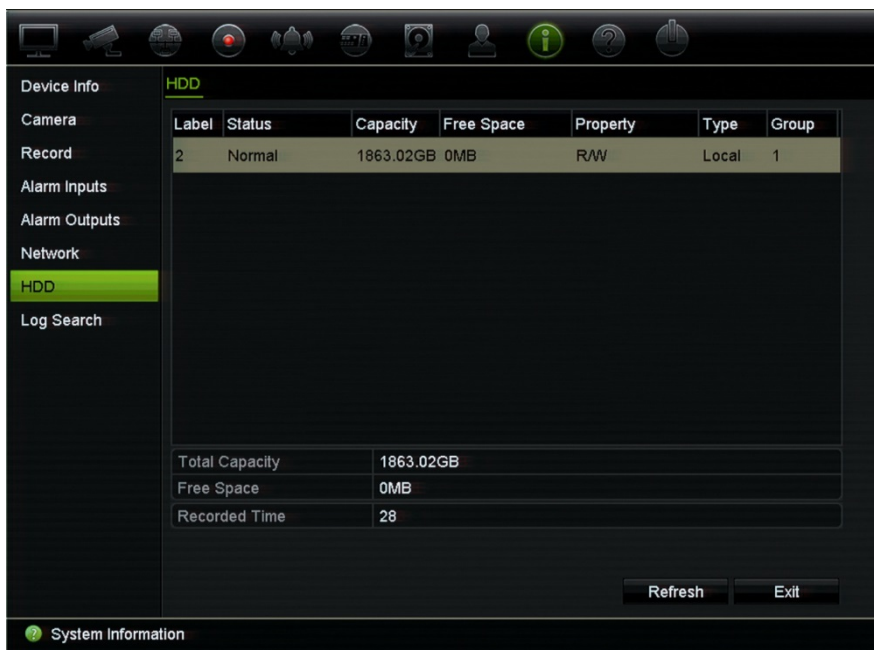 Device Info
HDD
Camera
Label Status Capacity Free Space Property Type Group
Record
2 Normal 1863.02GB 0MB R/W Local 1
Alarm Inputs
Alarm Outputs
Network
HDD
Log Search
Total Capacity 1863.02GB
Free Space 0MB
Recorded Time 28
Refresh Exit
System Information